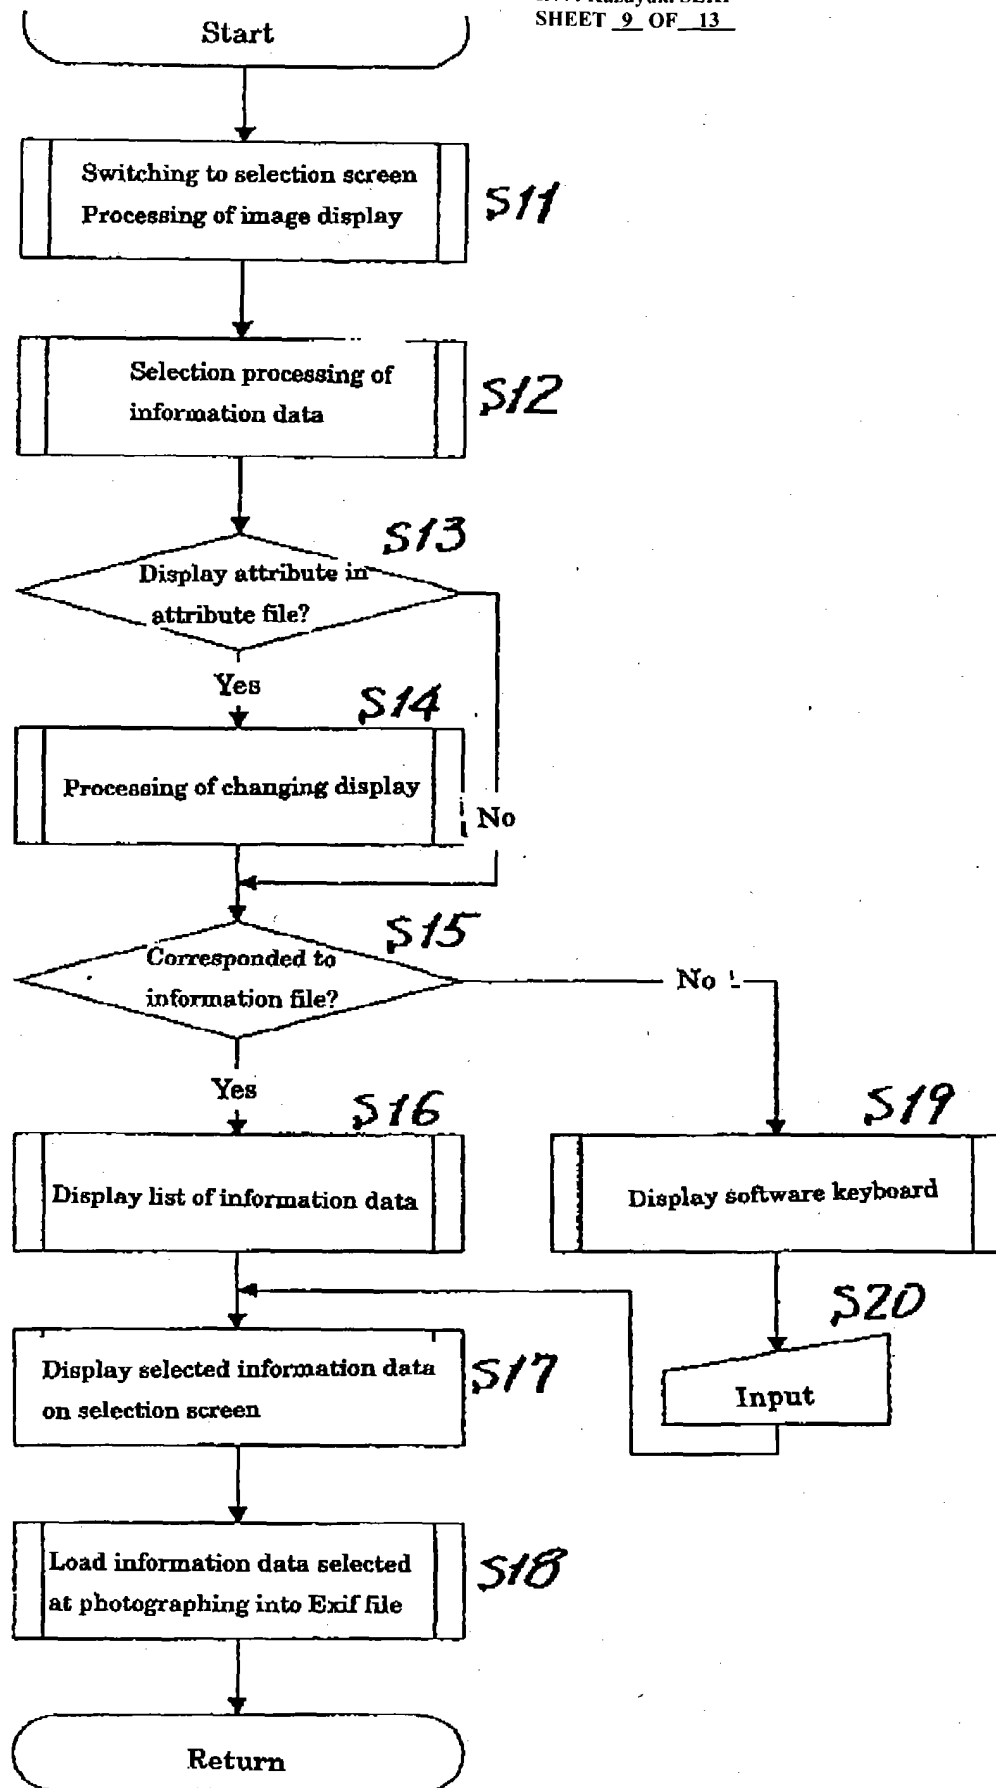 SHEET 9 OF 13
Start
Switching to selection screen
Processing of image display
S11
Selection processing of
information data
S12
S13
Display attribute in
attribute file?
Yes
S14
Processing of changing display
No
S15
Corresponded to
information file?
No
Yes
S16
S19
Display list of information data
Display software keyboard
S20
Display selected information data
on selection screen
S17
Input
Load information data selected
at photographing into Exif file
S18
Return